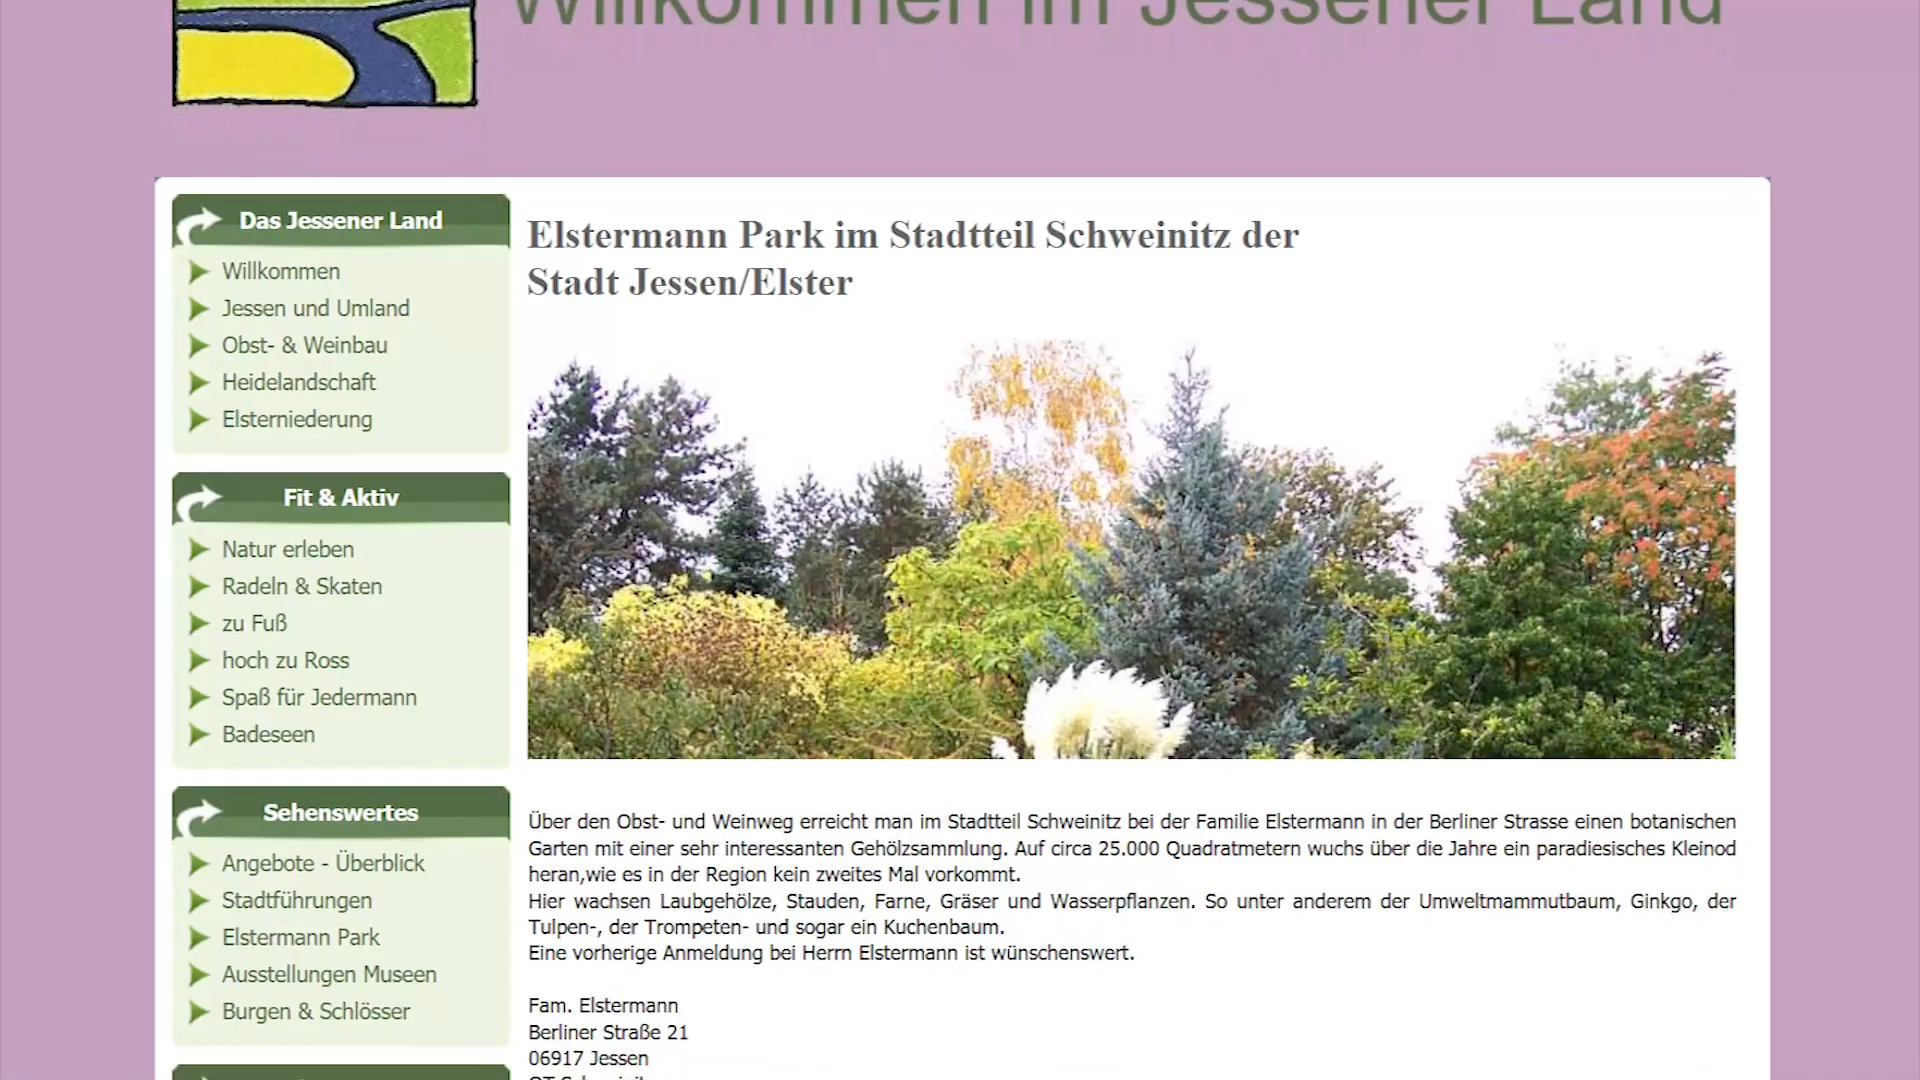 Willkommen im Jessener Land
Das Jessener Land
Willkommen
Jessen und Umland
Obst- & Weinbau
Heidelandschaft
Elsterniederung
Fit & Aktiv
Natur erleben
Radeln & Skaten
zu Fuß
hoch zu Ross
Spaß für Jedermann
Badeseen
Sehenswertes
Angebote - Überblick
Stadtführungen
Elstermann Park
Ausstellungen Museen
Burgen & Schlösser
Elstermann Park im Stadtteil Schweinitz der
Stadt Jessen/Elster
Über den Obst- und Weinweg erreicht man im Stadtteil Schweinitz bei der Familie Elstermann in der Berliner Strasse einen botanischen
Garten mit einer sehr interessanten Gehölzsammlung. Auf circa 25.000 Quadratmetern wuchs über die Jahre ein paradiesisches Kleinod
heran,wie es in der Region kein zweites Mal vorkommt.
Hier wachsen Laubgehölze, Stauden, Farne, Gräser und Wasserpflanzen. So unter anderem der Umweltmammutbaum, Ginkgo, der
Tulpen-, der Trompeten- und sogar ein Kuchenbaum.
Eine vorherige Anmeldung bei Herrn Elstermann ist wünschenswert.
Fam. Elstermann
Berliner Straße 21
06917 Jessen